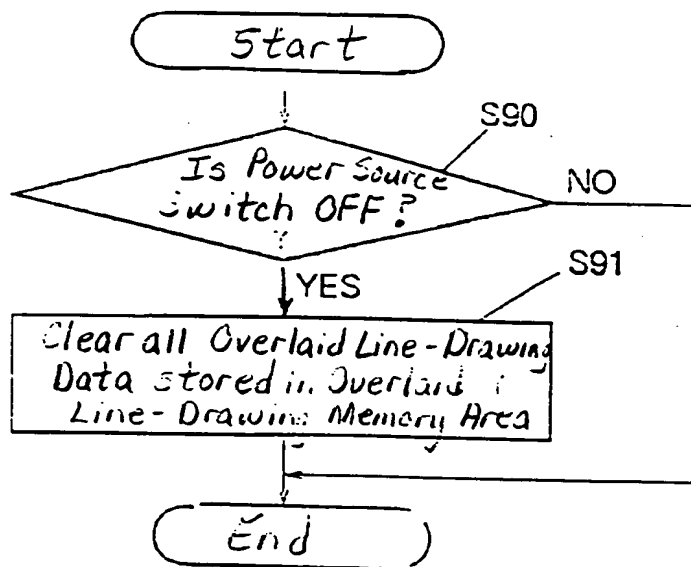 Start
S90
Is Power Source
Switch OFF?
NO
YES
S91
Clear all Overlaid Line-Drawing
Data stored in Overlaid
Line-Drawing Memory Area
End